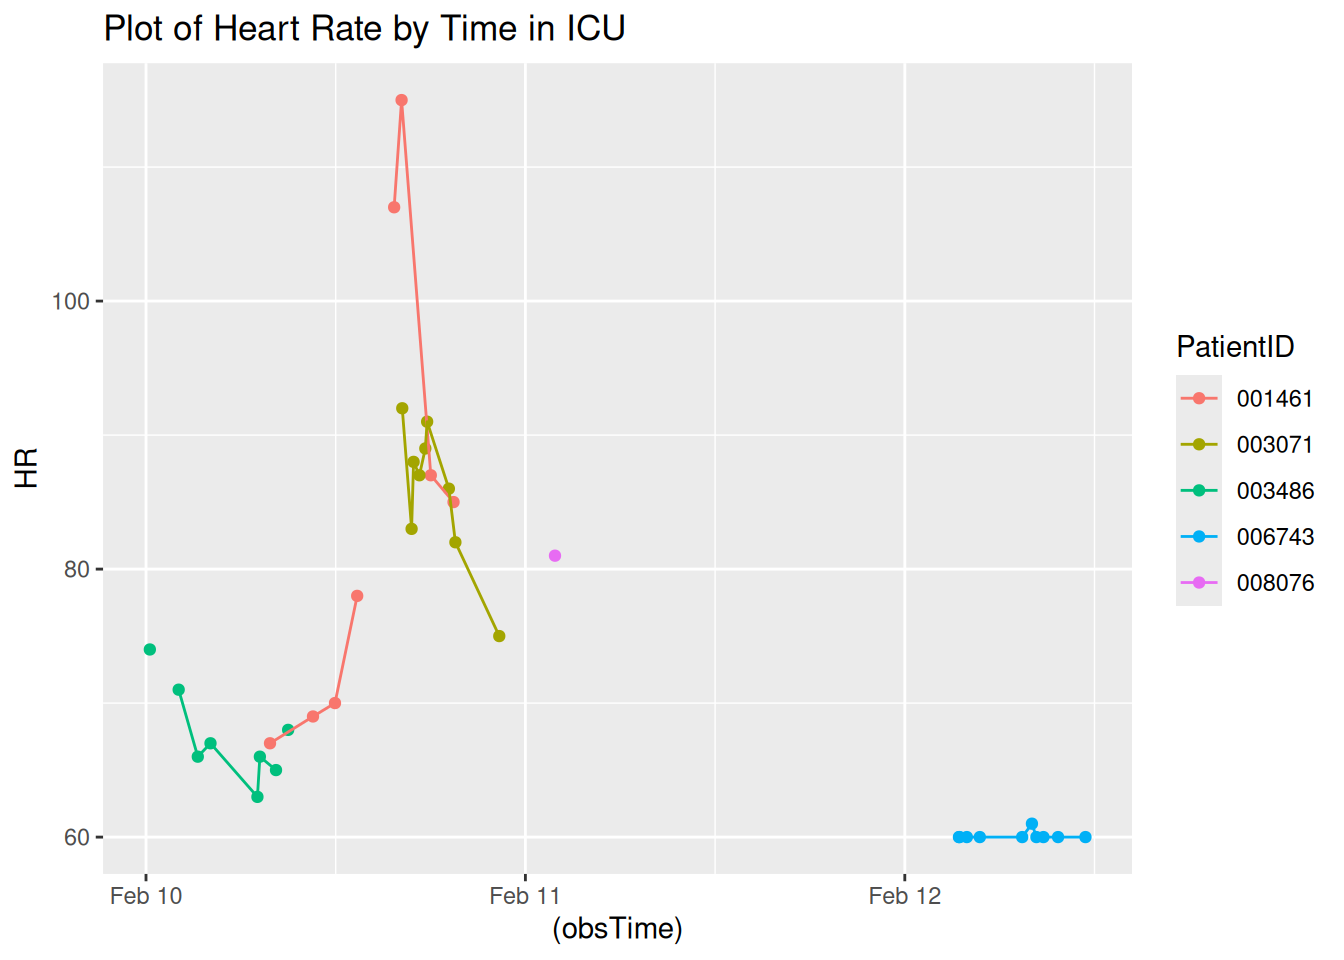 Plot of Heart Rate by Time in ICU
HR
100
80
60
Feb 10
Feb 11
Feb 12
(obsTime)
PatientID
001461
003071
003486
006743
008076